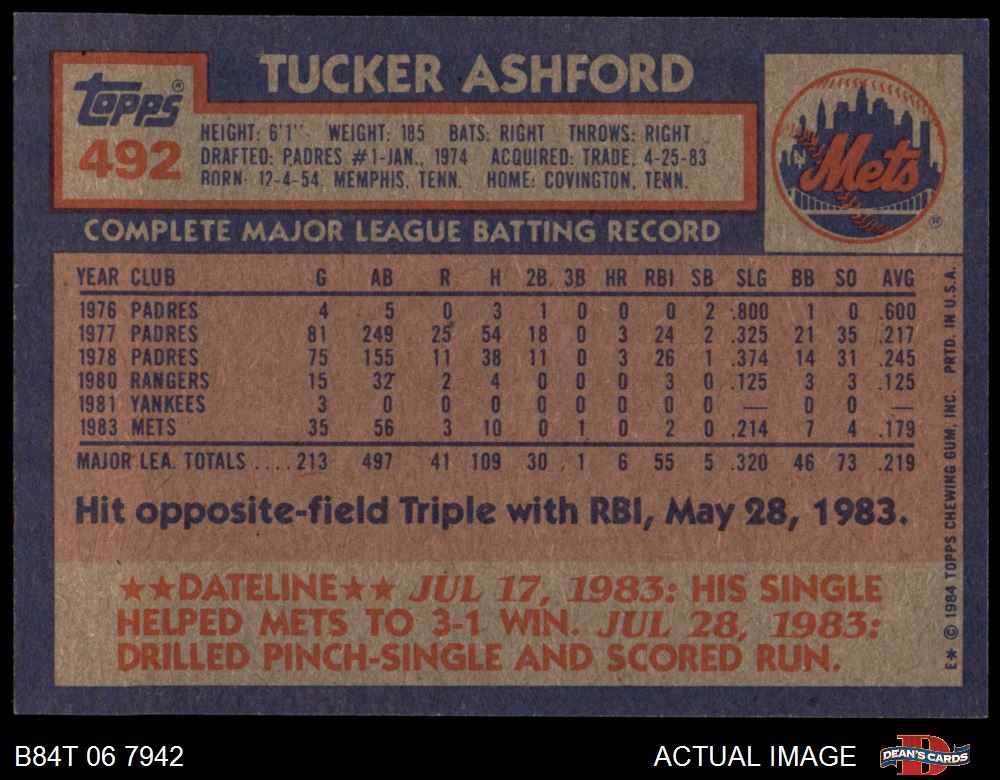 TUCKER ASHFORD
topps®
492
HEIGHT: 6'1" WEIGHT: 185 BATS: RIGHT THROWS: RIGHT
DRAFTED: PADRES #1-JAN., 1974 ACQUIRED: TRADE, 4-25-83
BORN: 12-4-54, MEMPHIS, TENN. HOME: COVINGTON, TENN.
NY Mets ®
COMPLETE MAJOR LEAGUE BATTING RECORD
YEAR CLUB G AB R H 2B 3B HR RBI SB SLG BB SO AVG
1976 PADRES 4 5 0 3 1 0 0 0 2 .800 1 0 .600
1977 PADRES 81 249 25 54 18 0 3 24 2 .325 21 35 .217
1978 PADRES 75 155 11 38 11 0 3 26 1 .374 14 31 .245
1980 RANGERS 15 32 2 4 0 0 0 3 0 .125 3 3 .125
1981 YANKEES 3 0 0 0 0 0 0 0 0 — 0 0 —
1983 METS 35 56 3 10 0 1 0 2 0 .214 7 4 .179
MAJOR LEA. TOTALS ....213 497 41 109 30 1 6 55 5 .320 46 73 .219
Hit opposite-field Triple with RBI, May 28, 1983.
★★DATELINE★★ JUL 17, 1983: HIS SINGLE
HELPED METS TO 3-1 WIN. JUL 28, 1983:
DRILLED PINCH-SINGLE AND SCORED RUN.
E* © 1984 TOPPS CHEWING GUM, INC. PRTD. IN U.S.A.
B84T 06 7942
ACTUAL IMAGE
D
DEAN'S CARDS